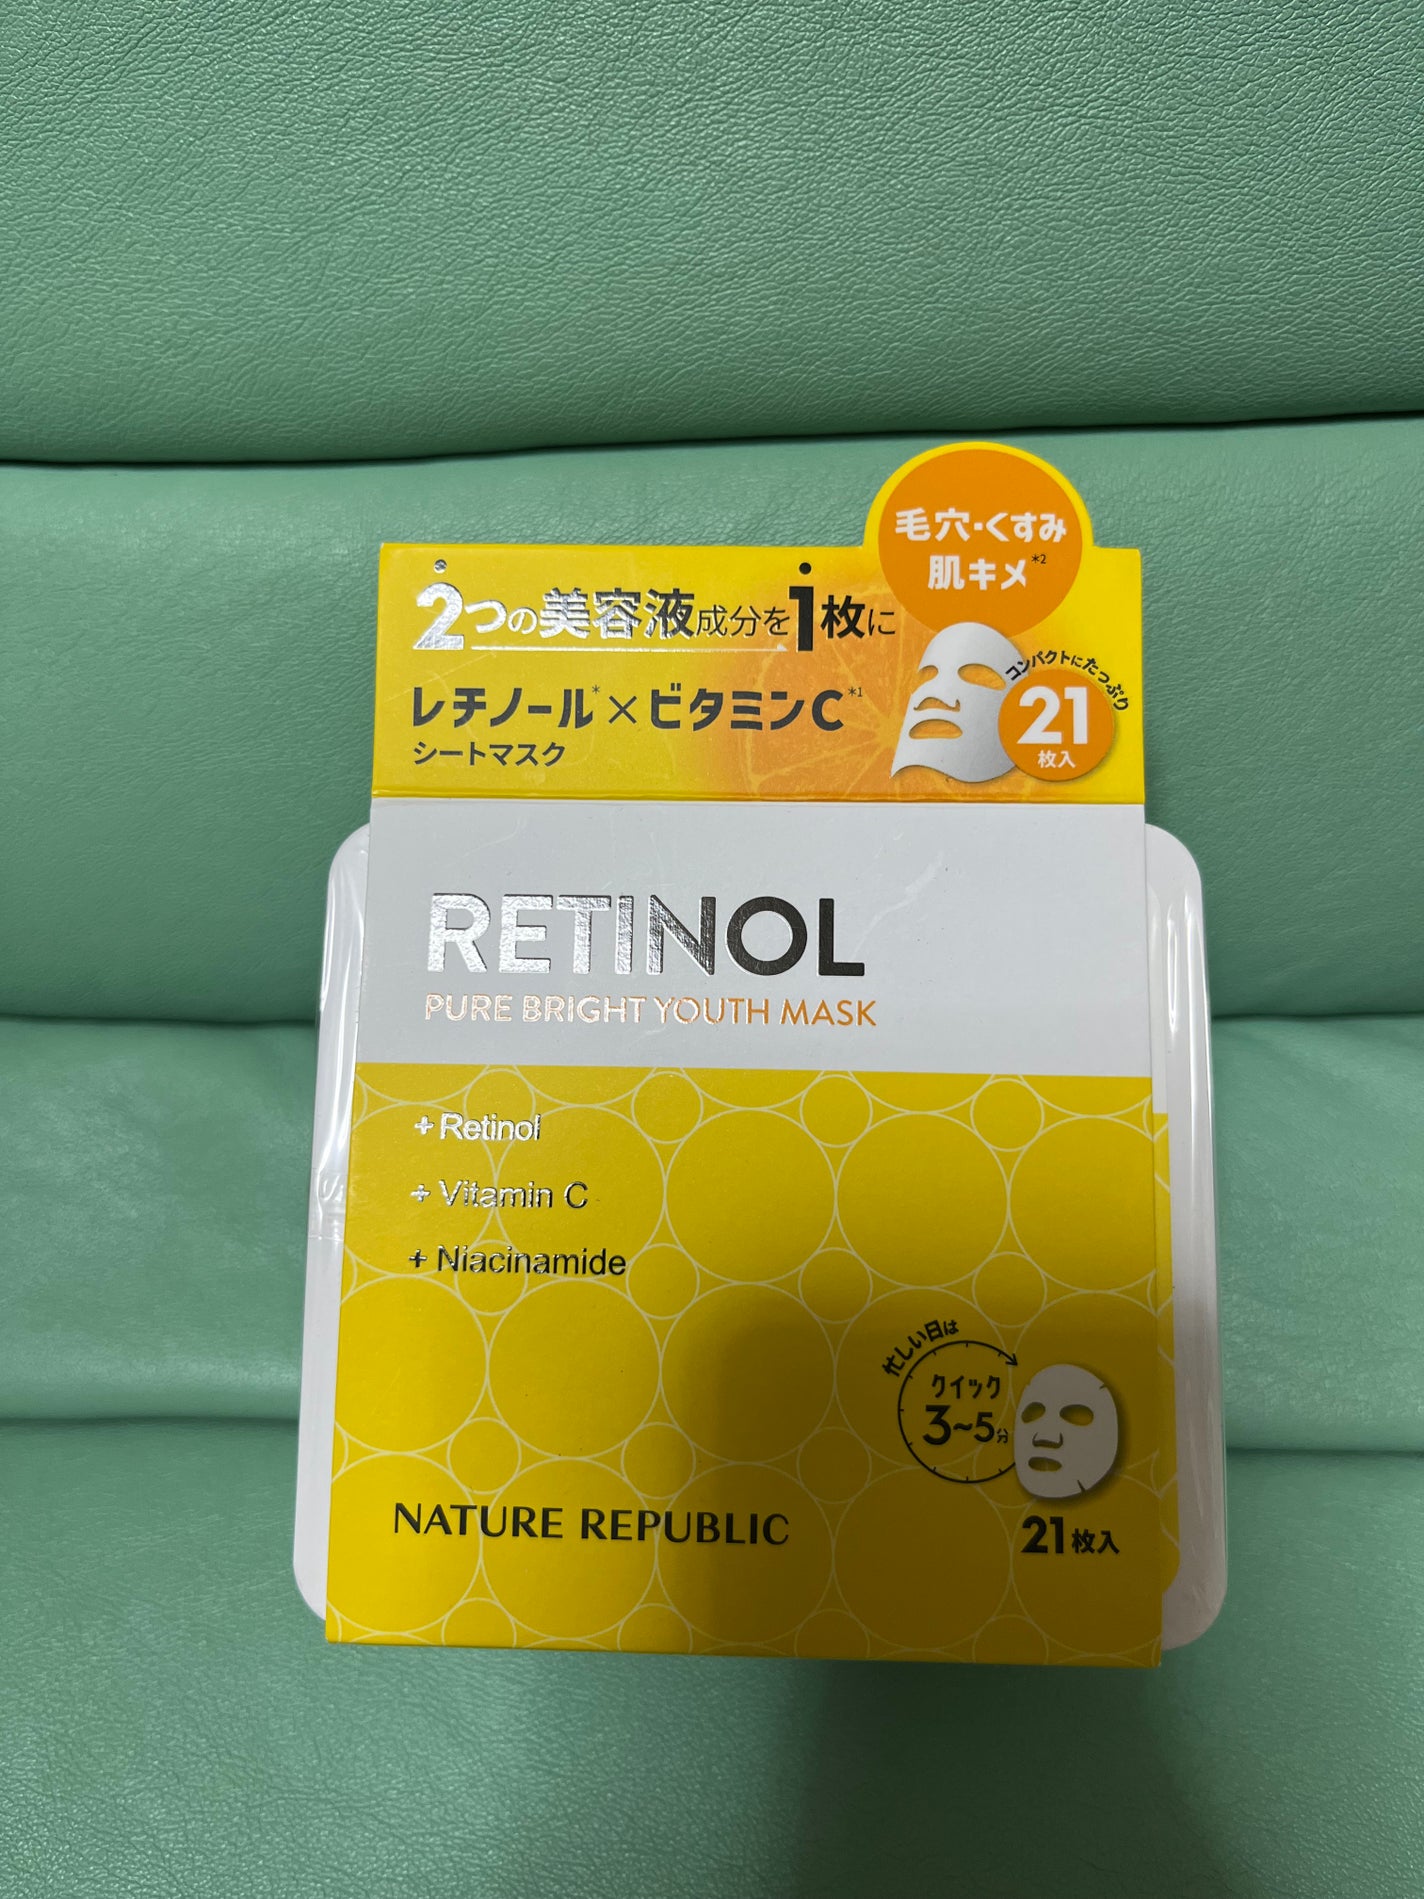 毛穴・くすみ
肌キメ*2
2つの美容液成分を1枚に
レチノール*×ビタミンC*1
シートマスク
コンパクトにたっぷり
21
枚入
RETINOL
PURE BRIGHT YOUTH MASK
+ Retinol
+ Vitamin C
+ Niacinamide
忙しい日は
クイック
3~5分
21枚入
NATURE REPUBLIC